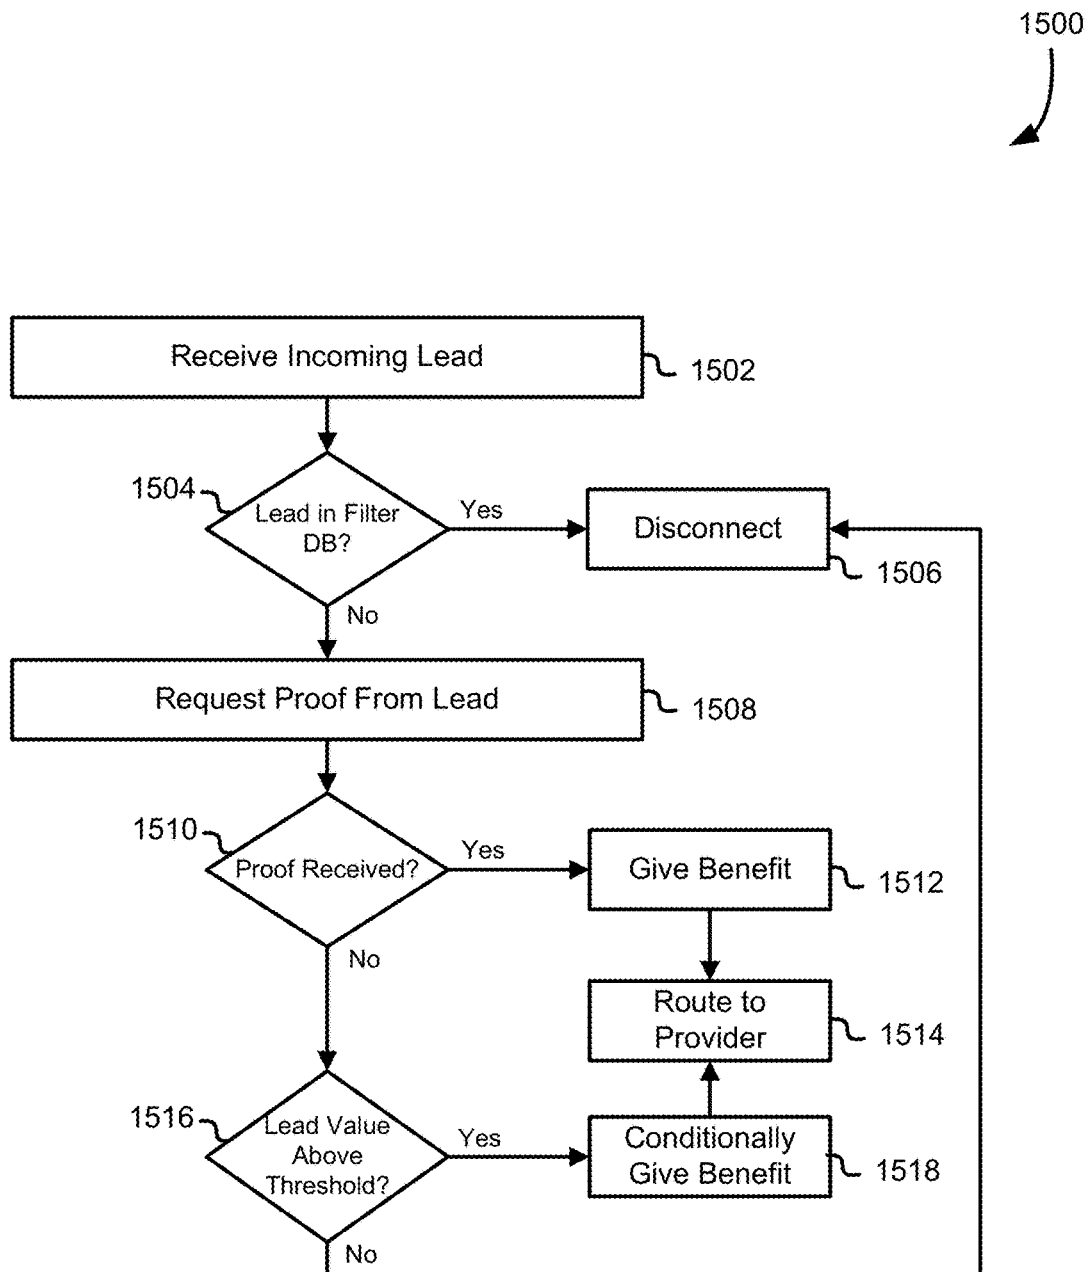 1500
Receive Incoming Lead
1502
1504
Lead in Filter
DB?
Yes
Disconnect
1506
No
Request Proof From Lead
1508
1510
Proof Received?
Yes
Give Benefit
1512
No
Route to
Provider
1514
1516
Lead Value
Above
Threshold?
Yes
Conditionally
Give Benefit
1518
No